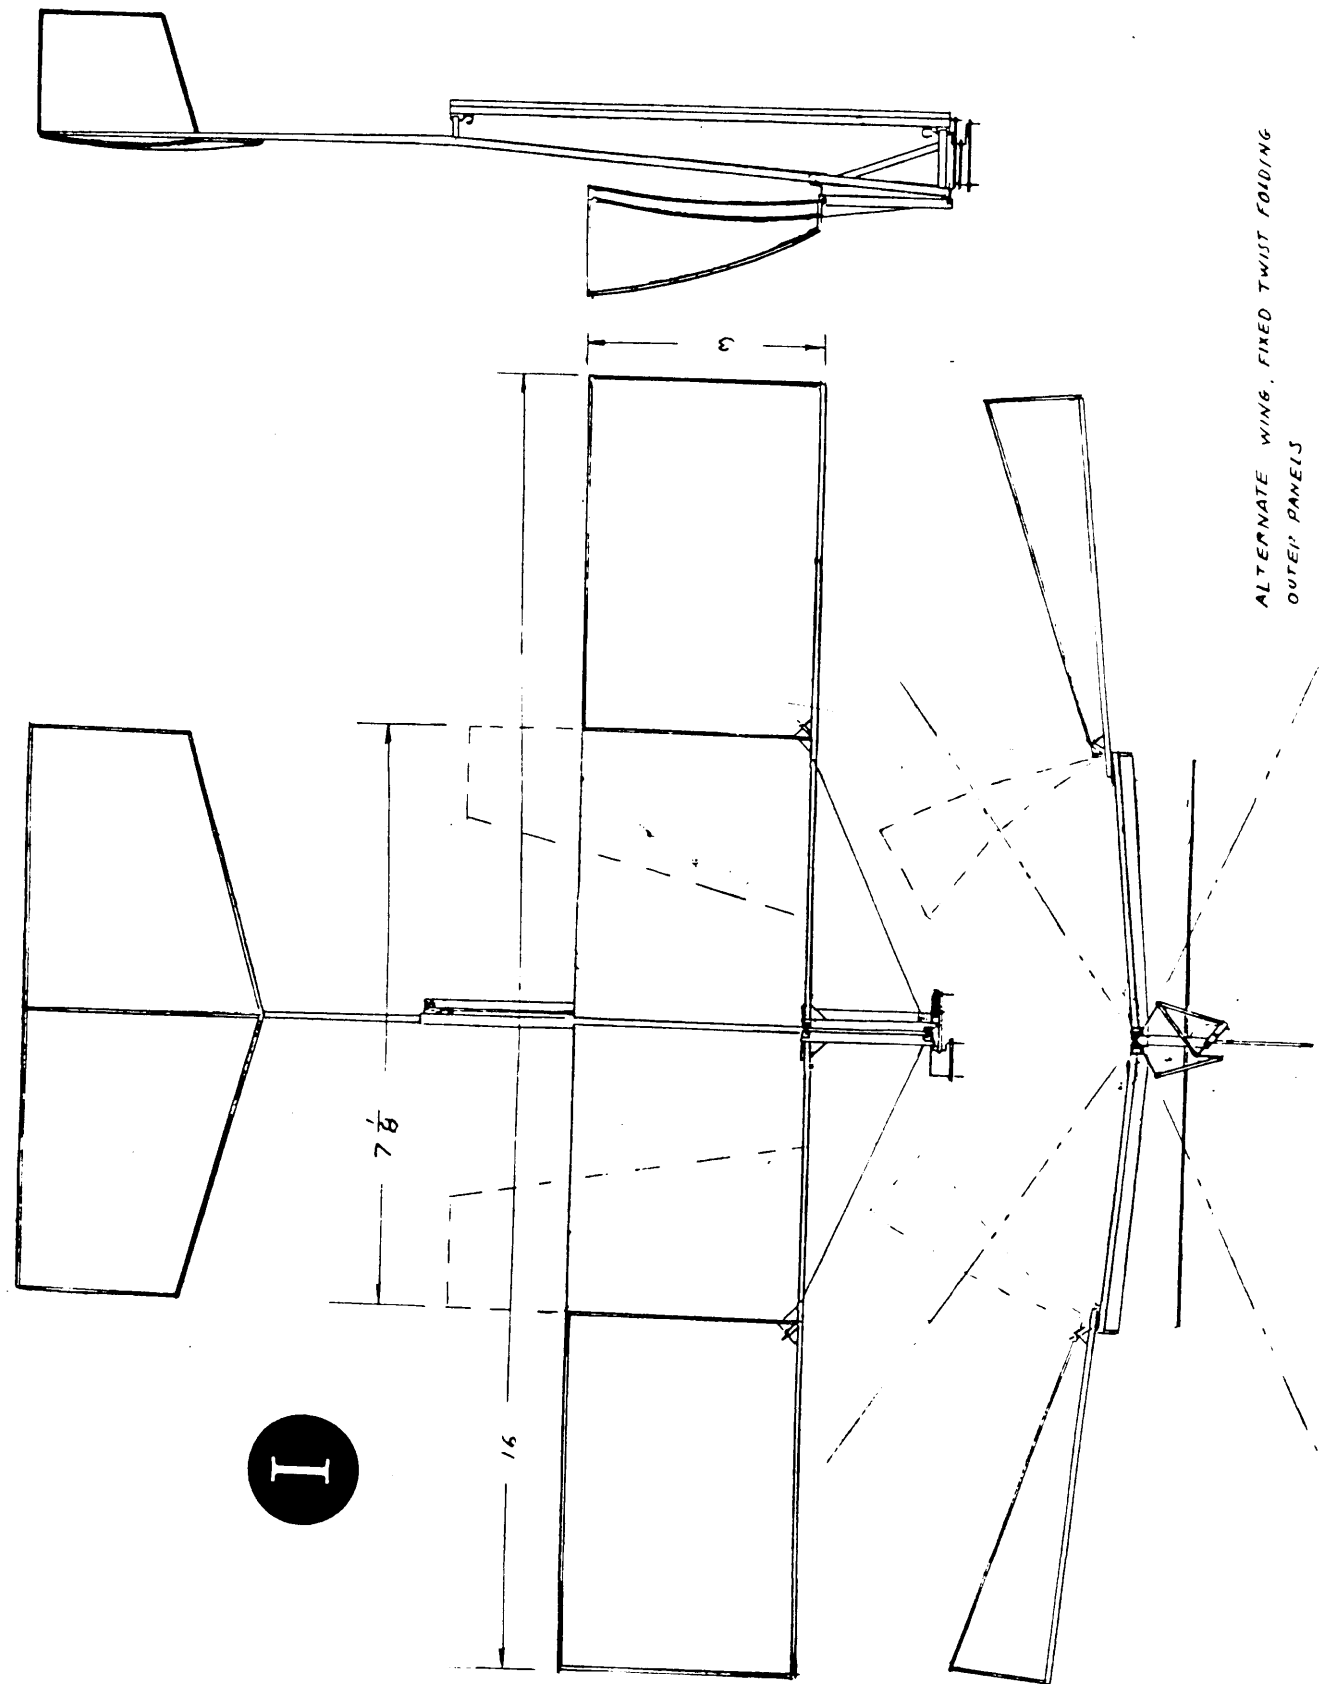 3
7 1/8
16
I
ALTERNATE WING. FIXED TWIST FOLDING
OUTER PANELS